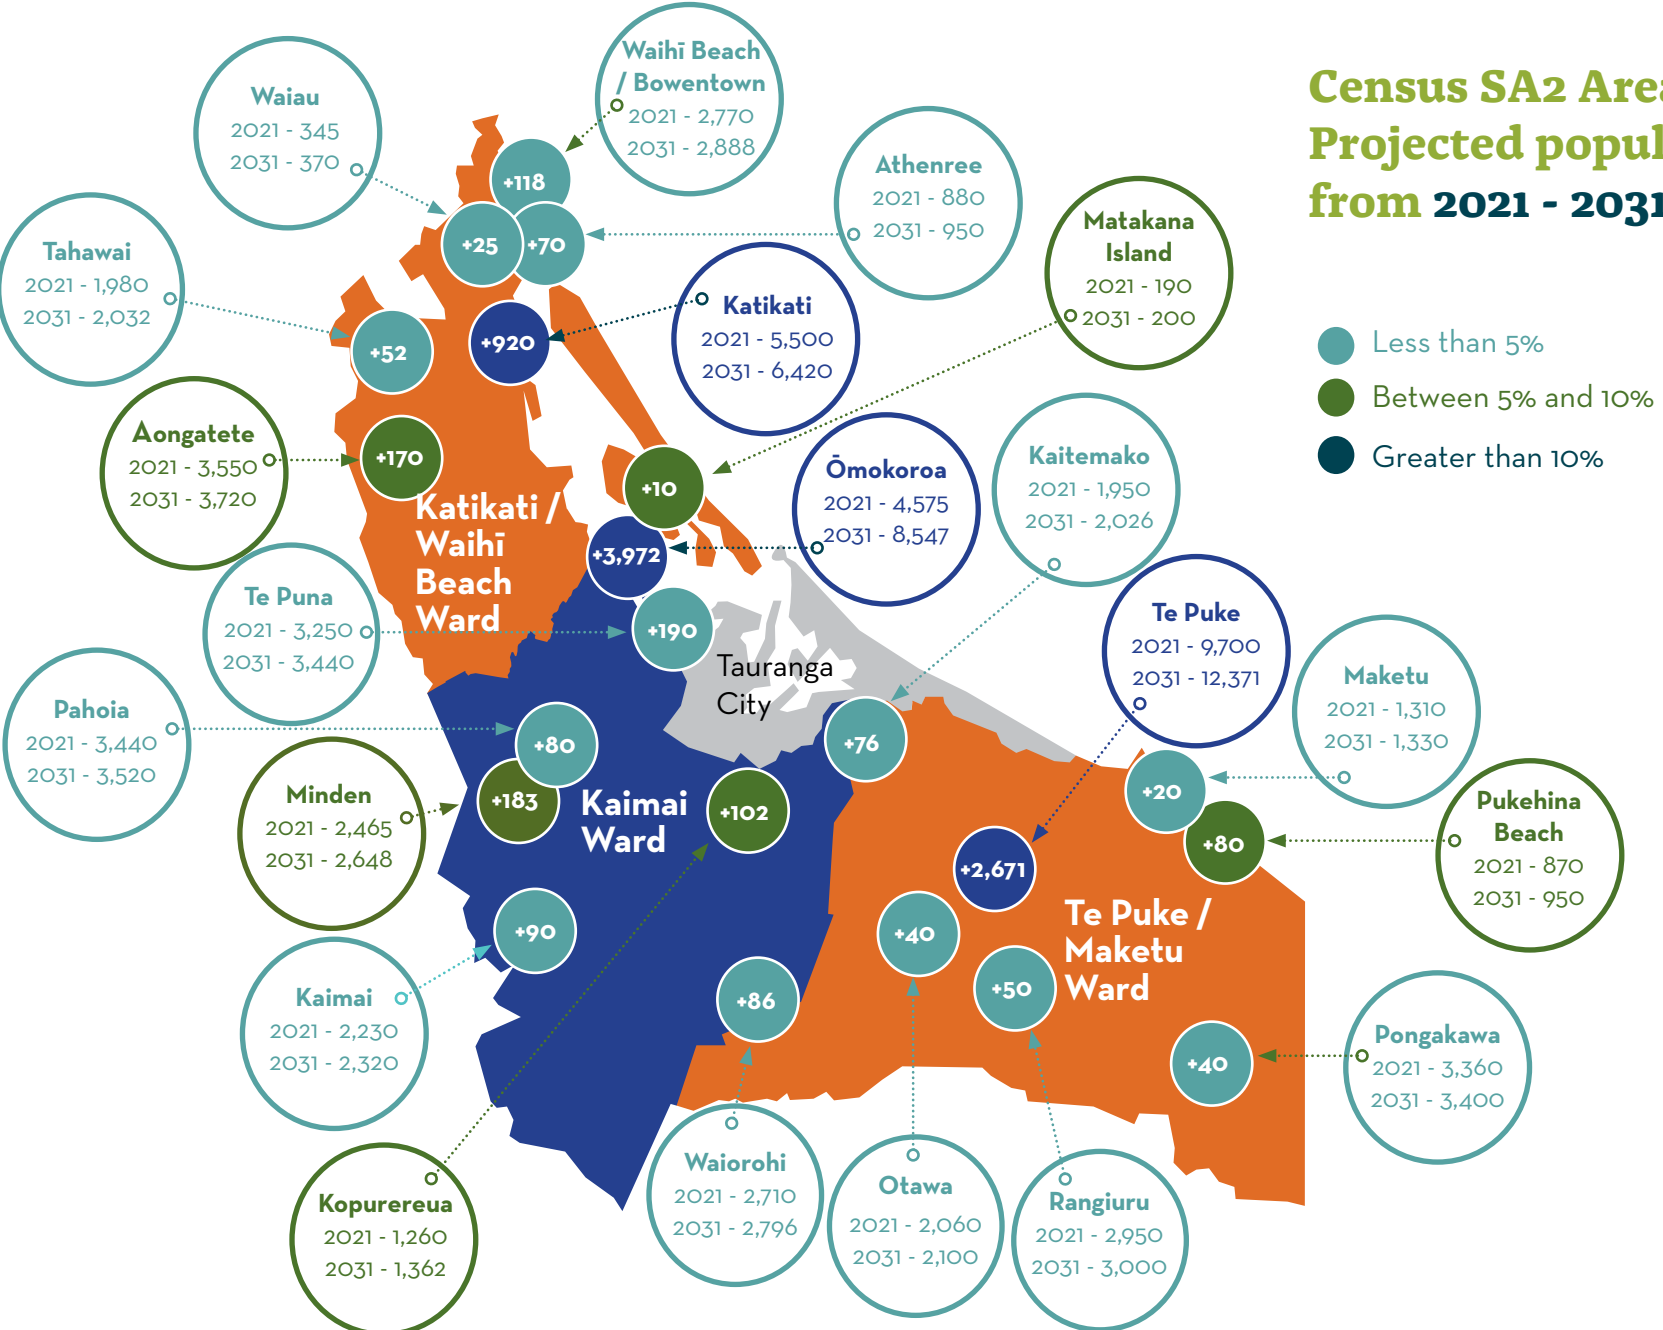 Census SA2 Area
Projected popul
from 2021 - 2031
Less than 5%
Between 5% and 10%
Greater than 10%
Waihī Beach
/ Bowentown
2021 - 2,770
2031 - 2,888
+118
Waiau
2021 - 345
2031 - 370
+25
Athenree
2021 - 880
2031 - 950
+70
Matakana
Island
2021 - 190
2031 - 200
+10
Tahawai
2021 - 1,980
2031 - 2,032
+52
Katikati
2021 - 5,500
2031 - 6,420
+920
Aongatete
2021 - 3,550
2031 - 3,720
+170
Katikati /
Waihī
Beach
Ward
Ōmokoroa
2021 - 4,575
2031 - 8,547
+3,972
Kaitemako
2021 - 1,950
2031 - 2,026
+76
Te Puna
2021 - 3,250
2031 - 3,440
+190
Tauranga
City
Te Puke
2021 - 9,700
2031 - 12,371
+2,671
Maketu
2021 - 1,310
2031 - 1,330
+20
Pahoia
2021 - 3,440
2031 - 3,520
+80
Minden
2021 - 2,465
2031 - 2,648
+183
Kaimai
Ward
+102
Pukehina
Beach
2021 - 870
2031 - 950
+80
Te Puke /
Maketu
Ward
Kaimai
2021 - 2,230
2031 - 2,320
+90
+86
+40
+50
Pongakawa
2021 - 3,360
2031 - 3,400
+40
Kopurereua
2021 - 1,260
2031 - 1,362
Waiorohi
2021 - 2,710
2031 - 2,796
Otawa
2021 - 2,060
2031 - 2,100
Rangiuru
2021 - 2,950
2031 - 3,000